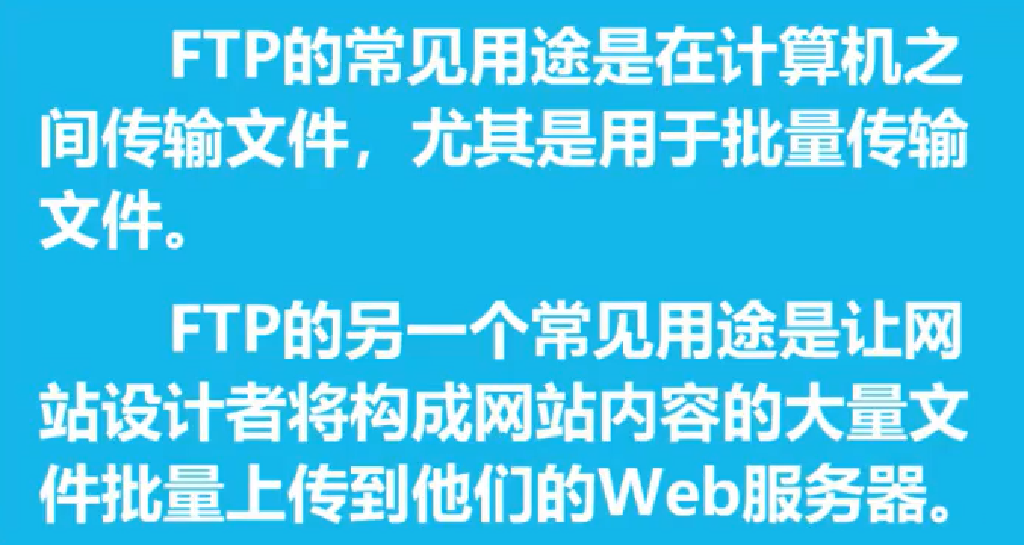 FTP的常见用途是在计算机之
间传输文件，尤其是用于批量传输
文件。
FTP的另一个常见用途是让网
站设计者将构成网站内容的大量文
件批量上传到他们的Web服务器。